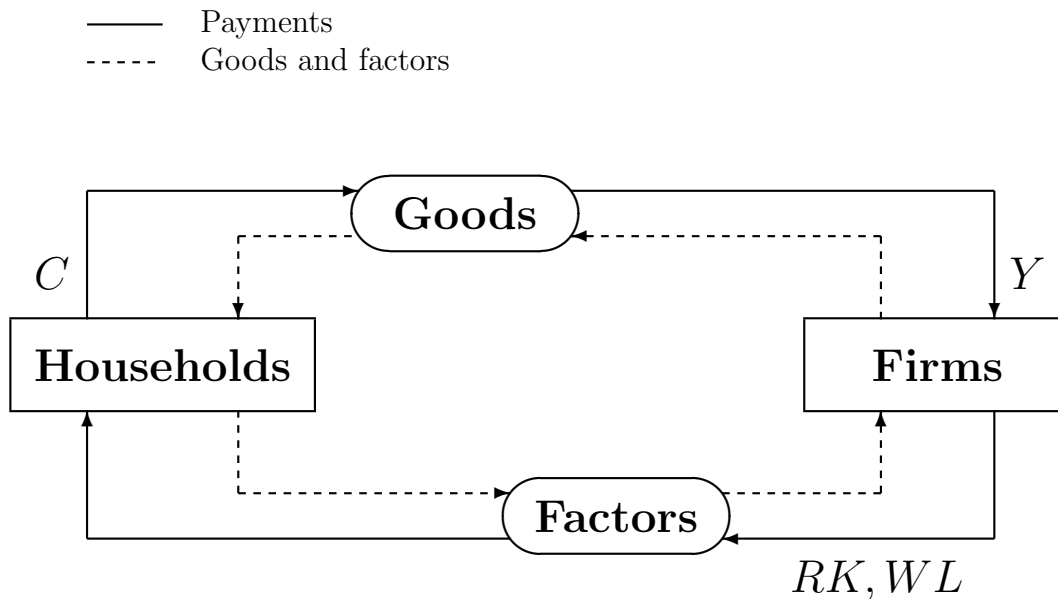 Payments
Goods and factors
Goods
C
Y
Households
Firms
Factors
RK, WL